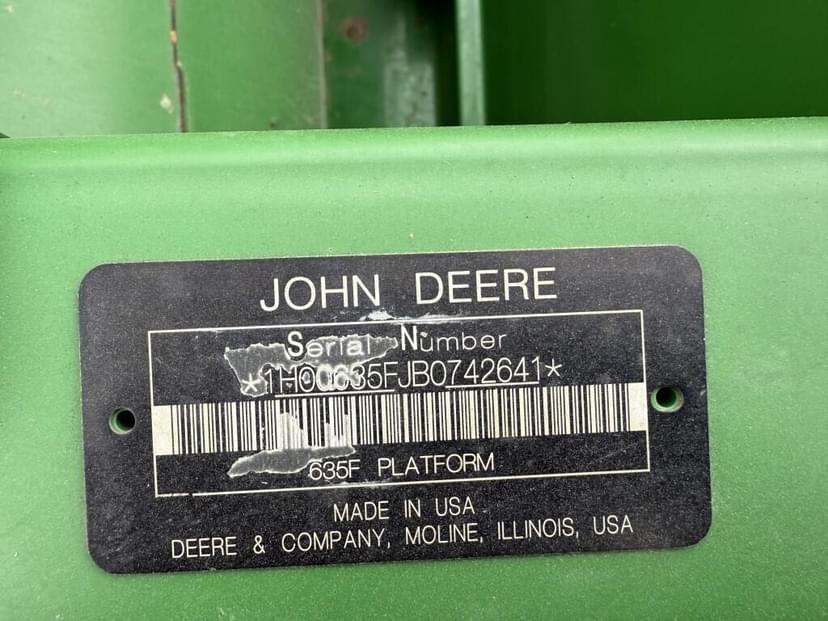 JOHN DEERE
Serial Number
*1H00635FJB0742641*
635F PLATFORM
MADE IN USA
DEERE & COMPANY, MOLINE, ILLINOIS, USA